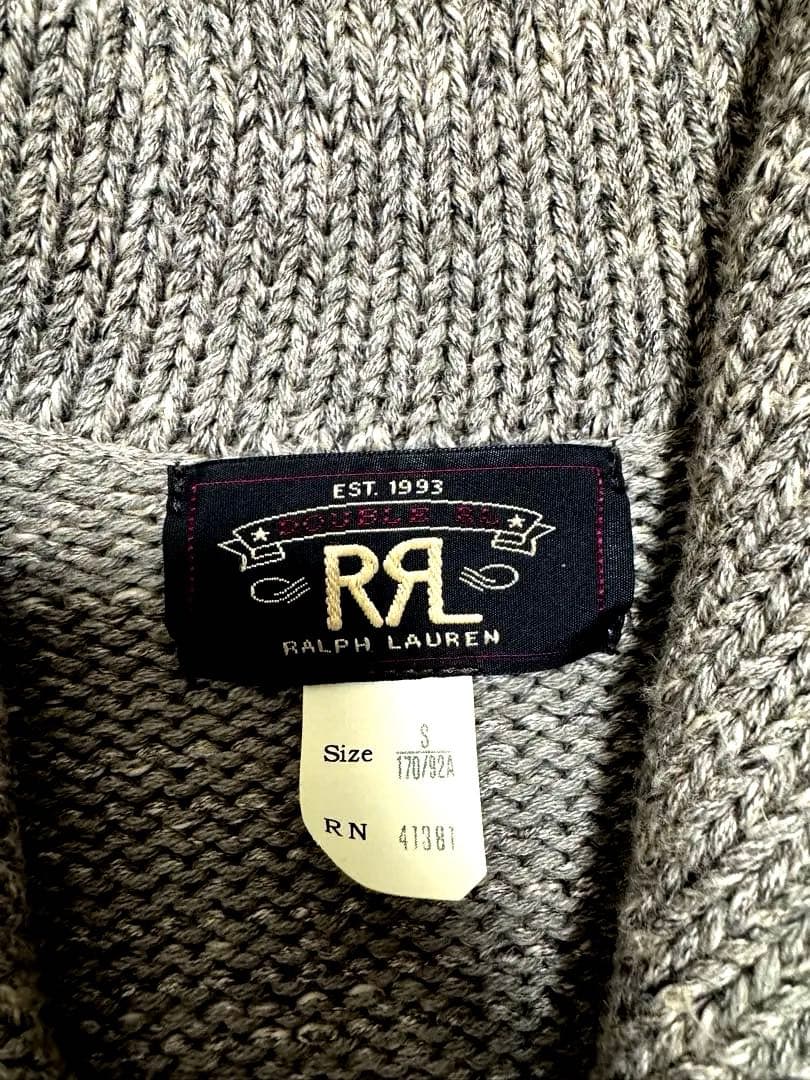 EST. 1993
DOUBLE RL
RRL
RALPH LAUREN
Size S
170/92A
RN 41381